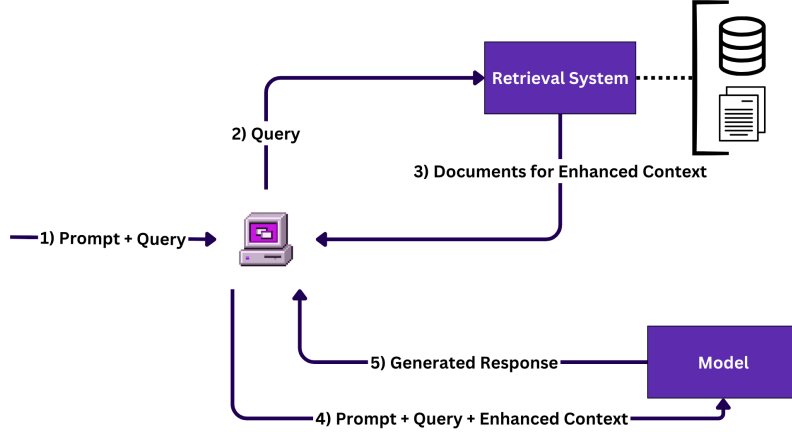 Retrieval System
2) Query
3) Documents for Enhanced Context
1) Prompt + Query
5) Generated Response
Model
4) Prompt + Query + Enhanced Context